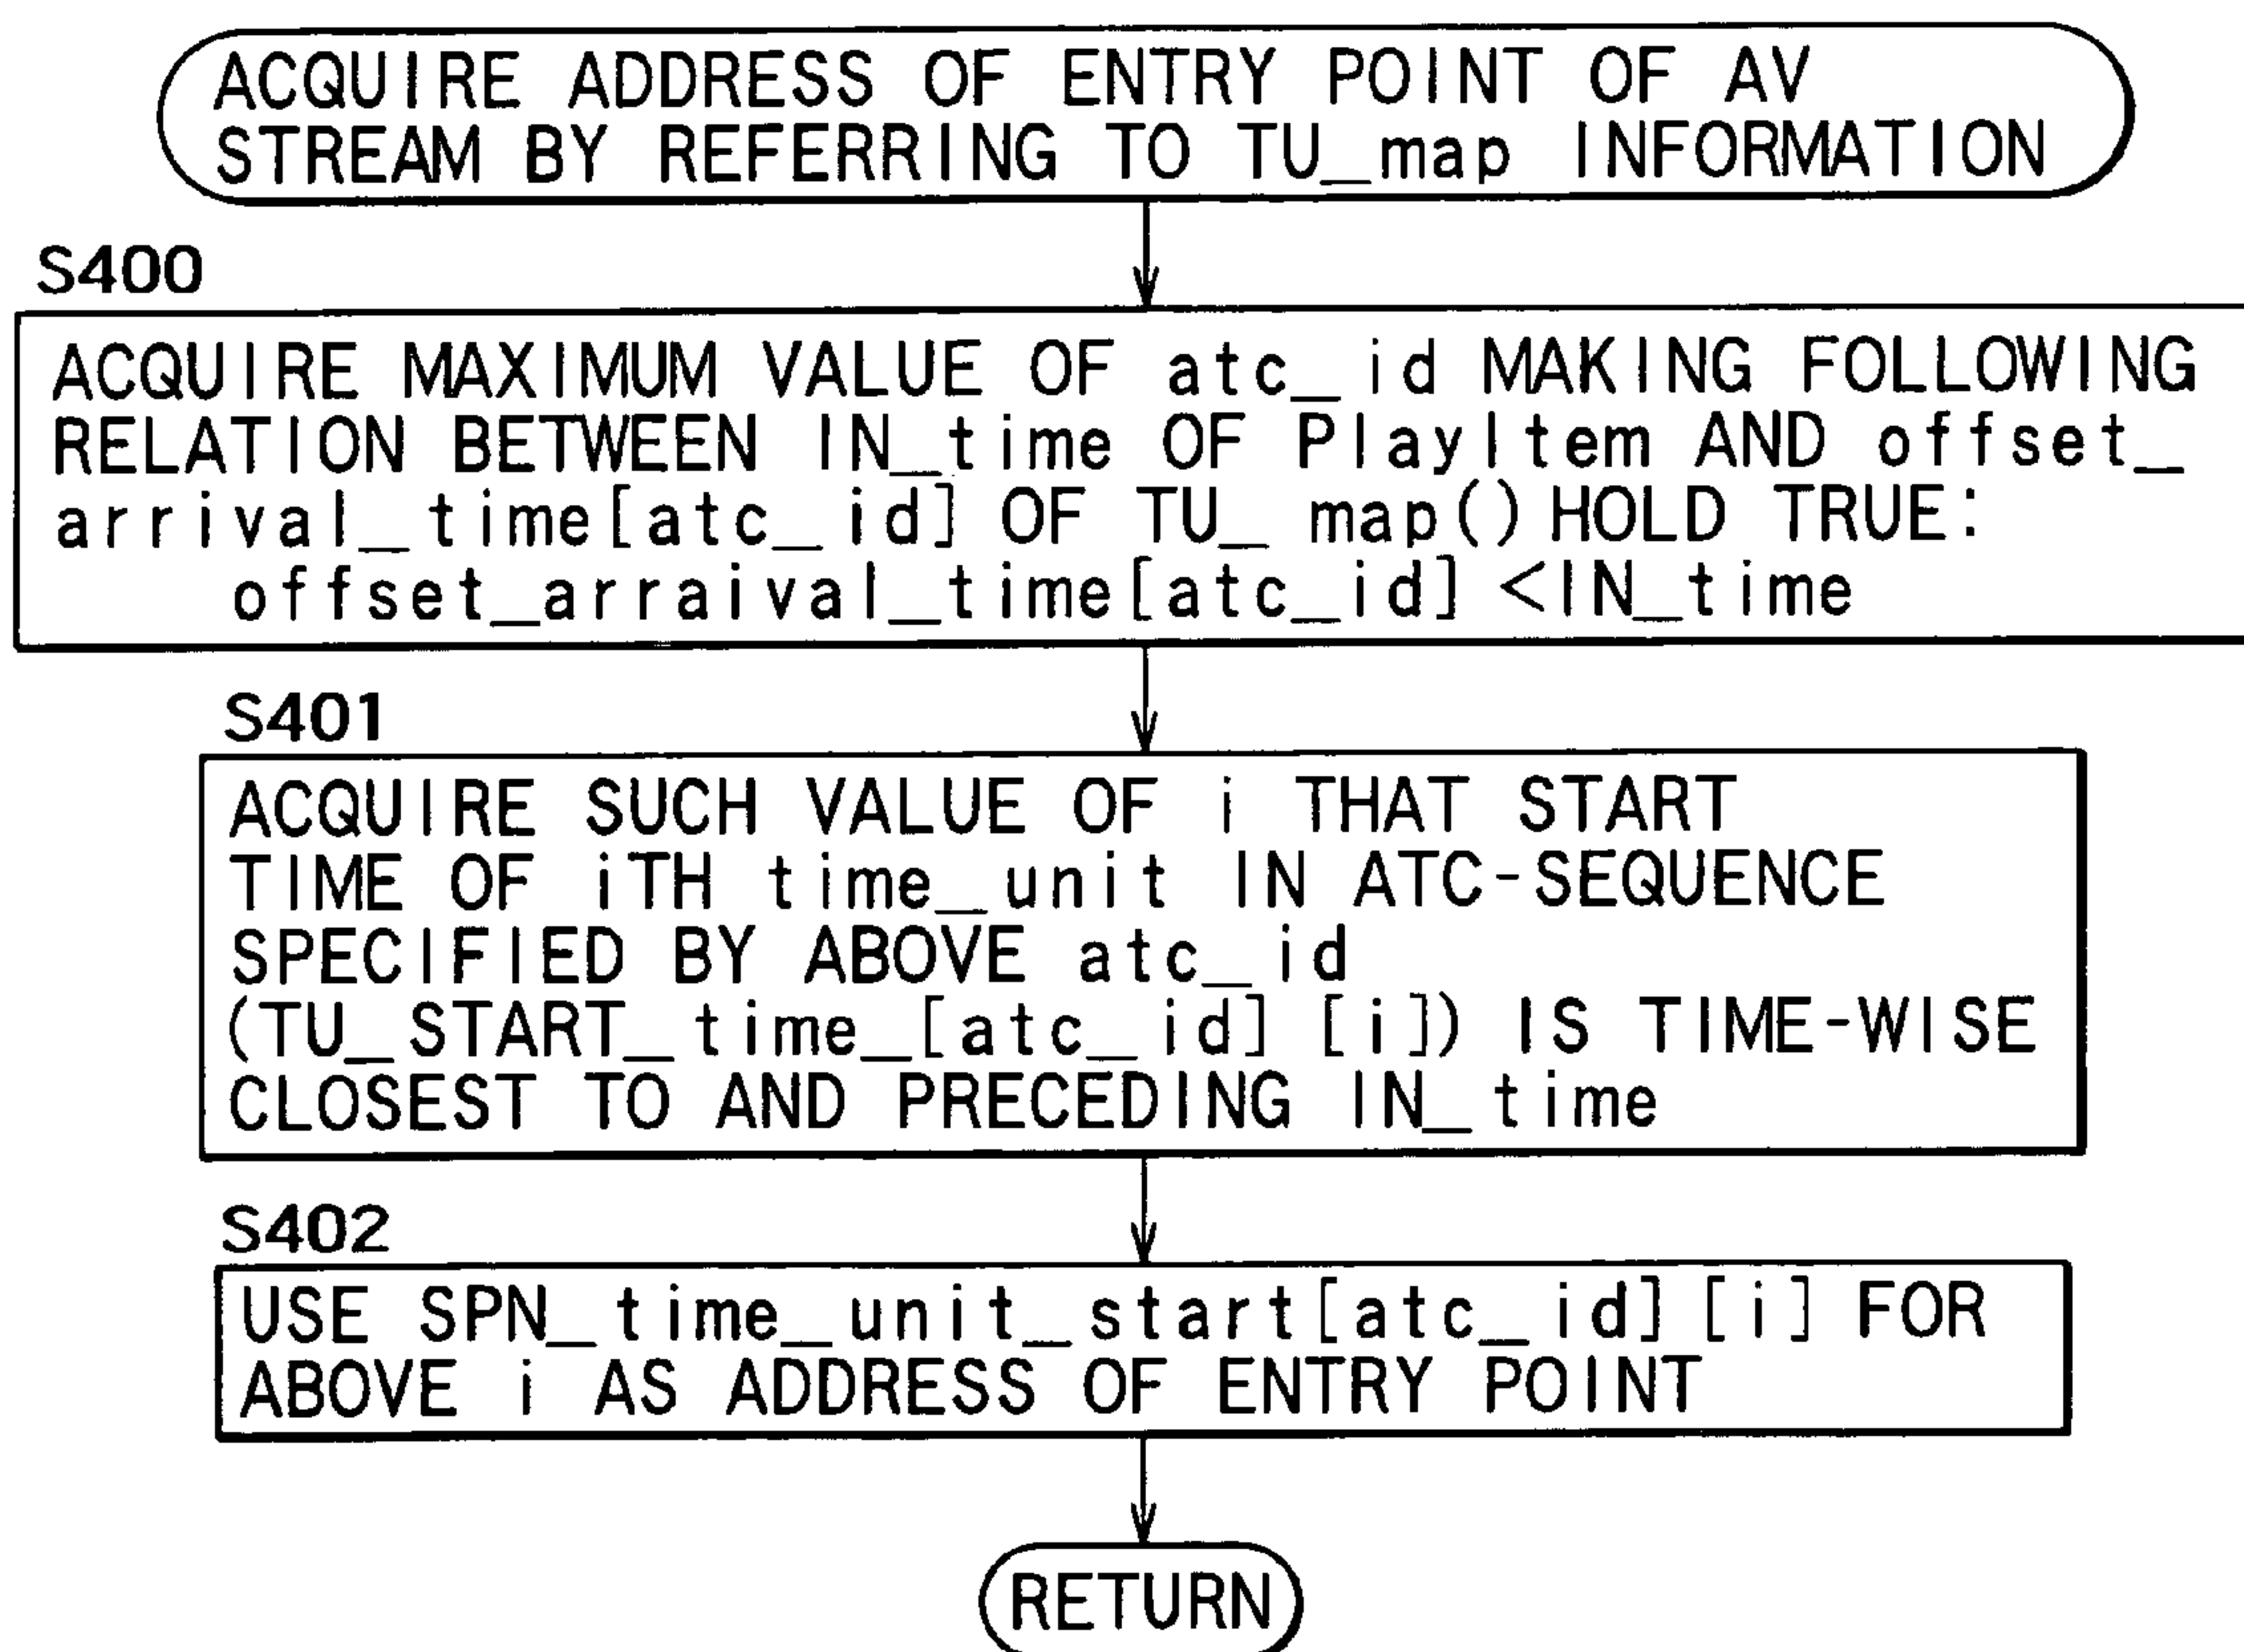 ACQUIRE ADDRESS OF ENTRY POINT OF AV
STREAM BY REFERRING TO TU_map INFORMATION
S400
ACQUIRE MAXIMUM VALUE OF atc_id MAKING FOLLOWING
RELATION BETWEEN IN_time OF PlayItem AND offset_
arrival_time[atc_id] OF TU_map() HOLD TRUE:
offset_arraival_time[atc_id] <IN_time
S401
ACQUIRE SUCH VALUE OF i THAT START
TIME OF iTH time_unit IN ATC-SEQUENCE
SPECIFIED BY ABOVE atc_id
(TU_START_time_[atc_id] [i]) IS TIME-WISE
CLOSEST TO AND PRECEDING IN_time
S402
USE SPN_time_unit_start[atc_id] [i] FOR
ABOVE i AS ADDRESS OF ENTRY POINT
RETURN